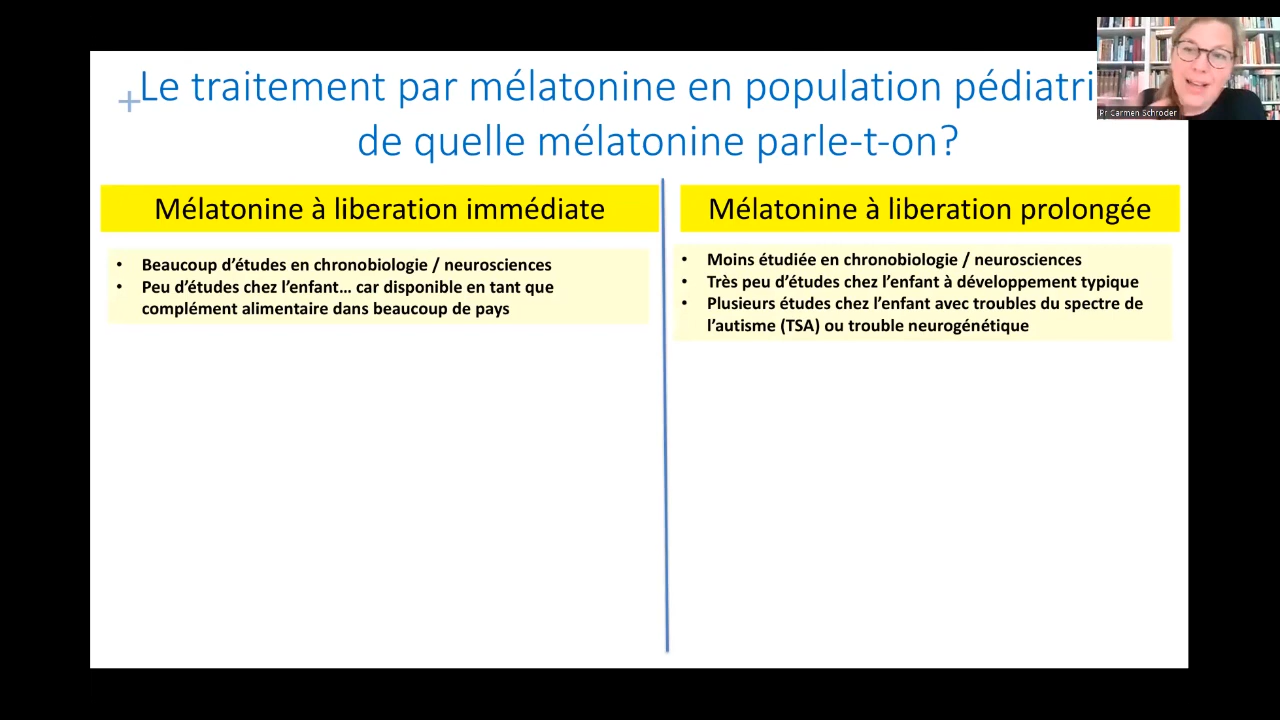 +Le traitement par mélatonine en population pédiatri
de quelle mélatonine parle-t-on?
Pr Carmen Schroder
Mélatonine à liberation immédiate
• Beaucoup d'études en chronobiologie / neurosciences
• Peu d'études chez l'enfant... car disponible en tant que
complément alimentaire dans beaucoup de pays
Mélatonine à liberation prolongée
• Moins étudiée en chronobiologie / neurosciences
• Très peu d'études chez l'enfant à développement typique
• Plusieurs études chez l'enfant avec troubles du spectre de
l'autisme (TSA) ou trouble neurogénétique